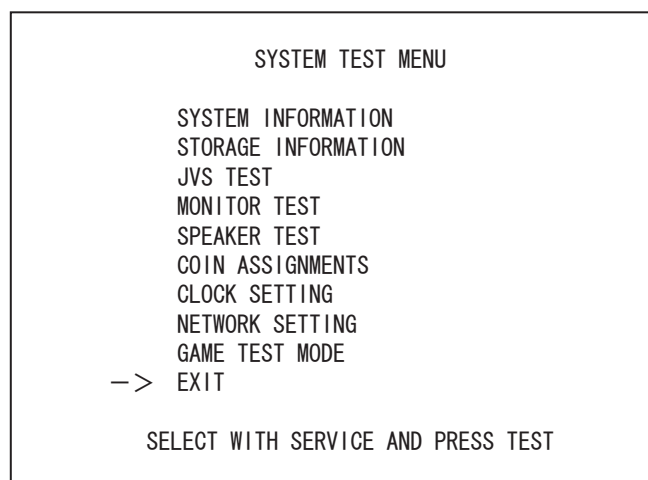 SYSTEM TEST MENU
SYSTEM INFORMATION
STORAGE INFORMATION
JVS TEST
MONITOR TEST
SPEAKER TEST
COIN ASSIGNMENTS
CLOCK SETTING
NETWORK SETTING
GAME TEST MODE
—> EXIT
SELECT WITH SERVICE AND PRESS TEST